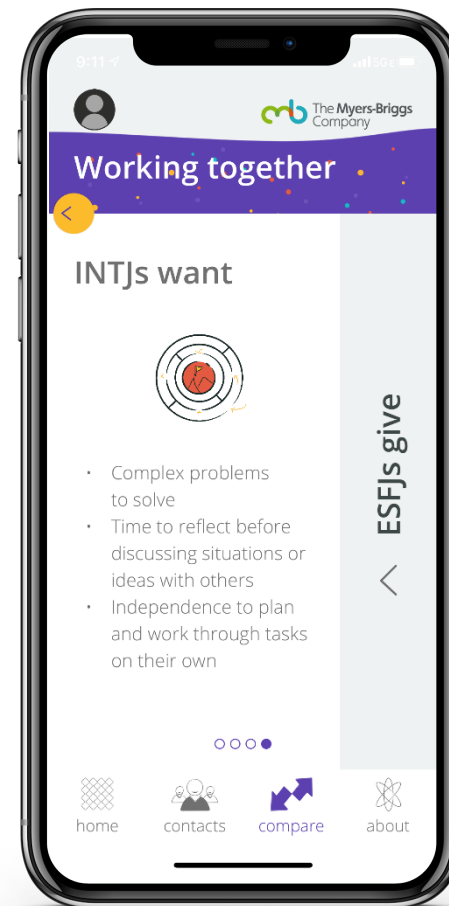 9:11
5GE
The Myers-Briggs
Company
Working together
INTJs want
ESFJs give
• Complex problems
to solve
• Time to reflect before
discussing situations or
ideas with others
• Independence to plan
and work through tasks
on their own
home contacts compare about